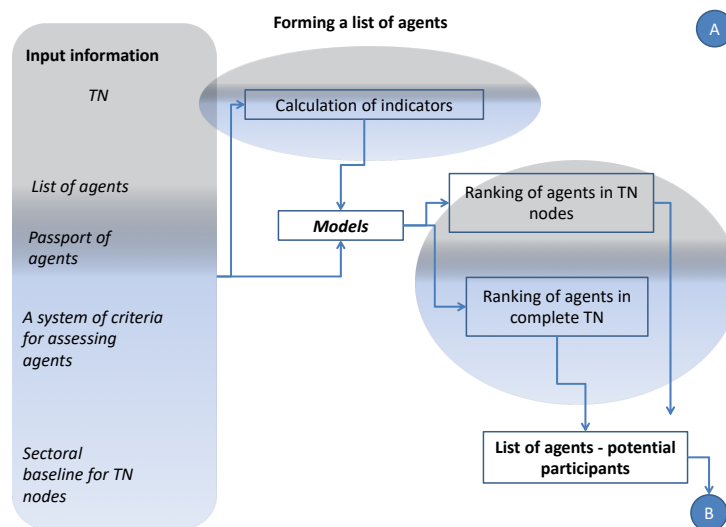 Forming a list of agents
A
Input information
TN
List of agents
Passport of
agents
A system of criteria
for assessing
agents
Sectoral
baseline for TN
nodes
Calculation of indicators
Models
Ranking of agents in TN
nodes
Ranking of agents in
complete TN
List of agents - potential
participants
B